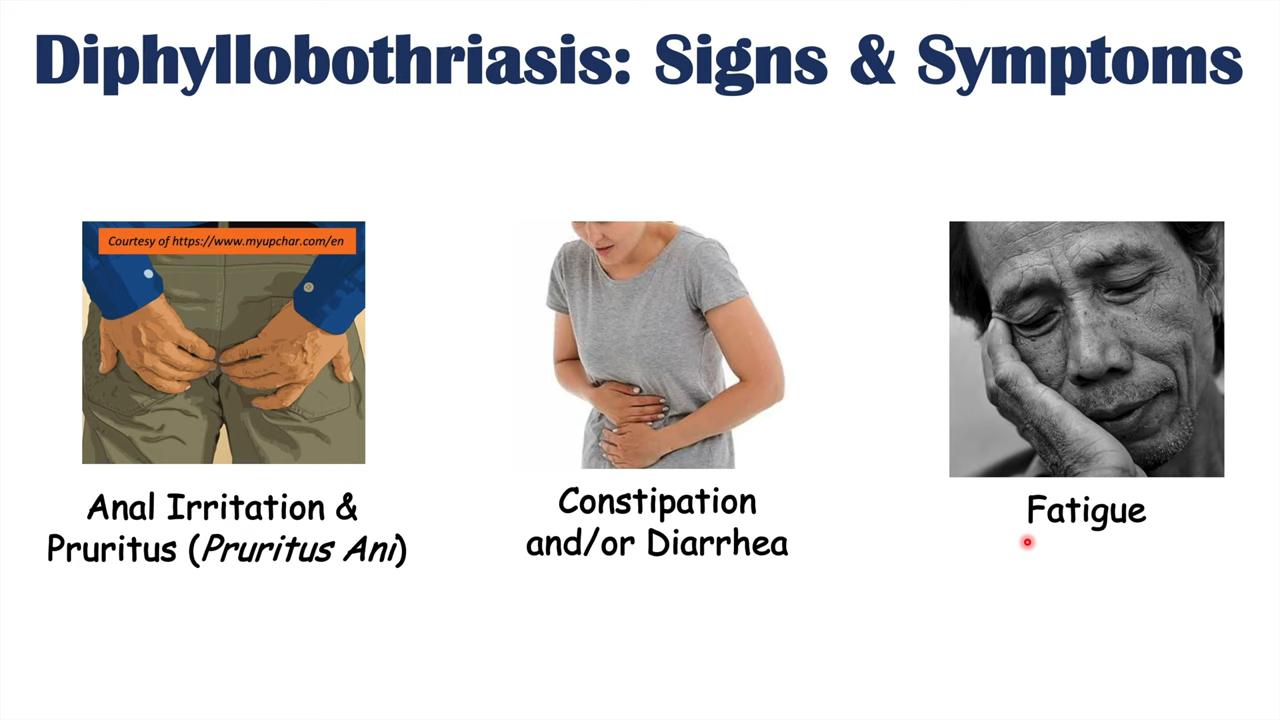 Diphyllobothriasis: Signs & Symptoms
Courtesy of https://www.myupchar.com/en
Anal Irritation &
Pruritus (Pruritus Ani)
Constipation
and/or Diarrhea
Fatigue